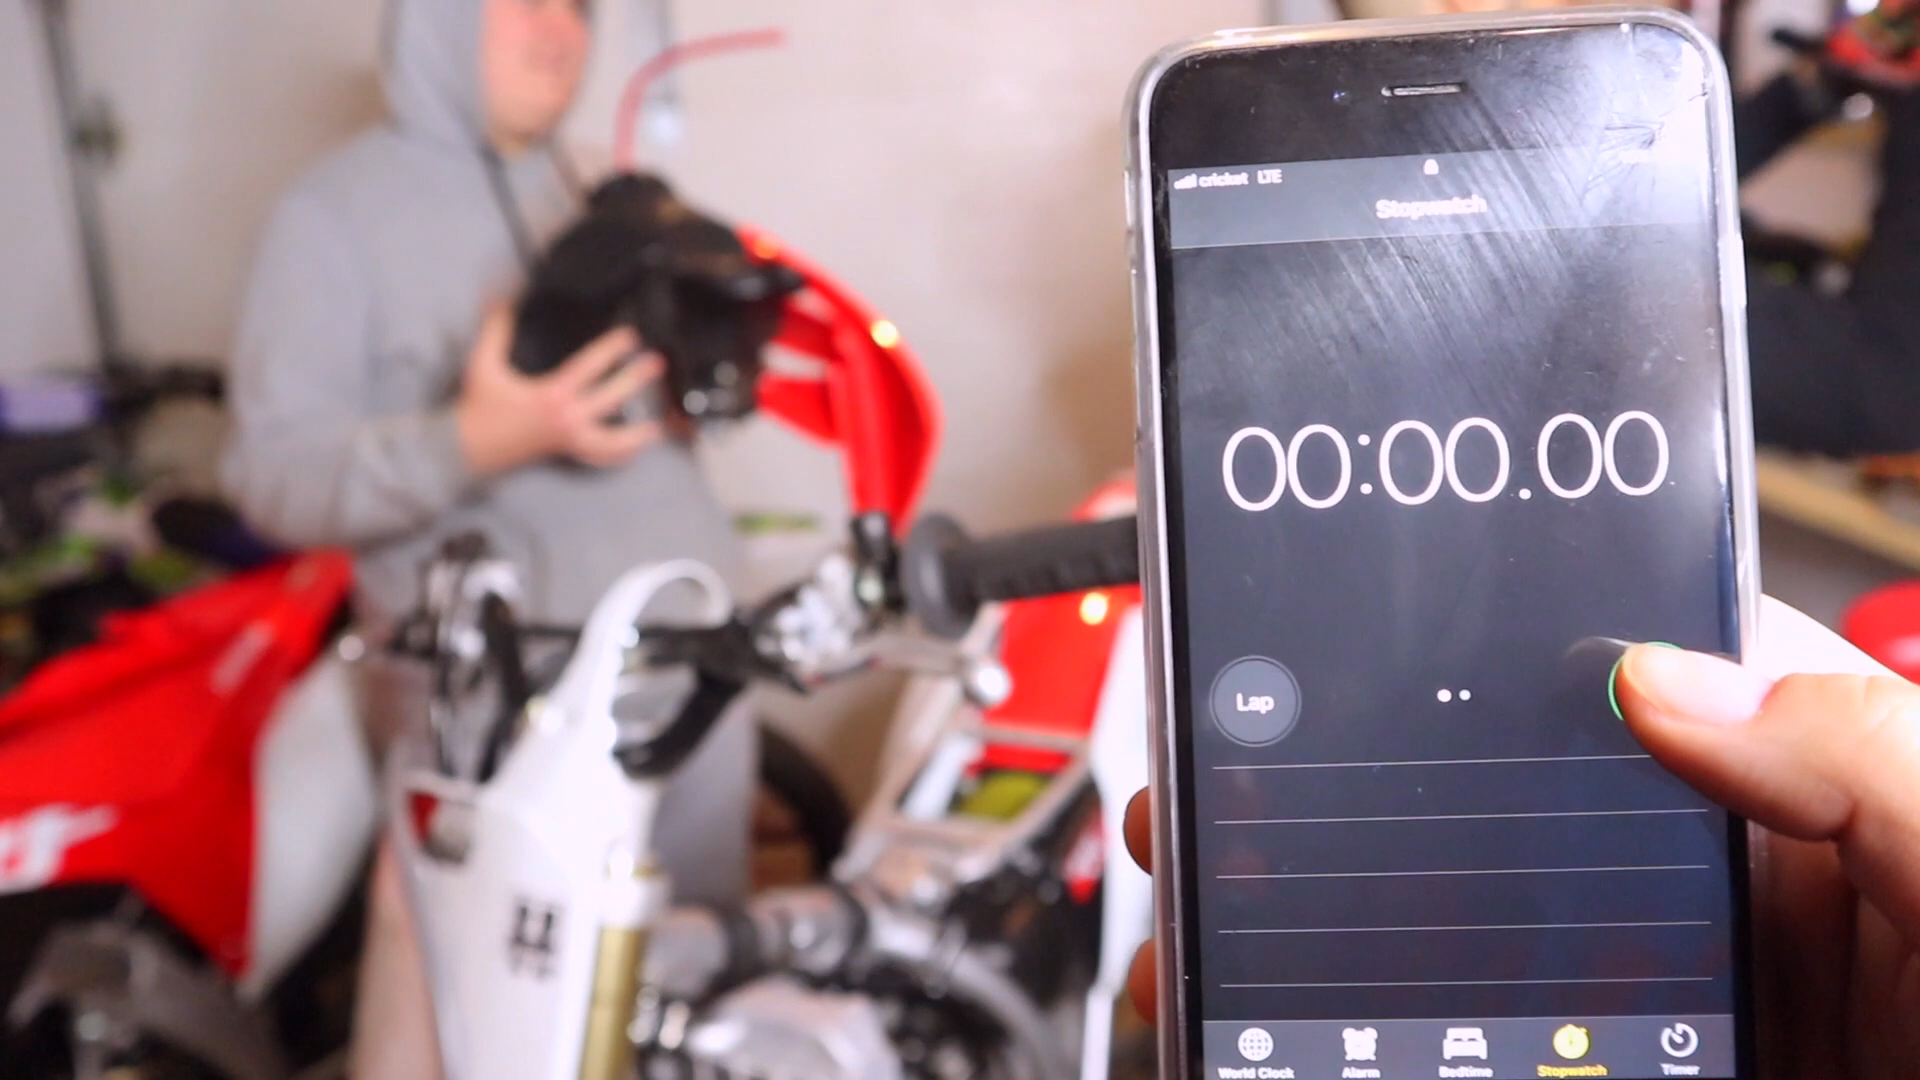 cricket LTE
Stopwatch
00:00.00
Lap
World Clock Alarm Bedtime Stopwatch Timer